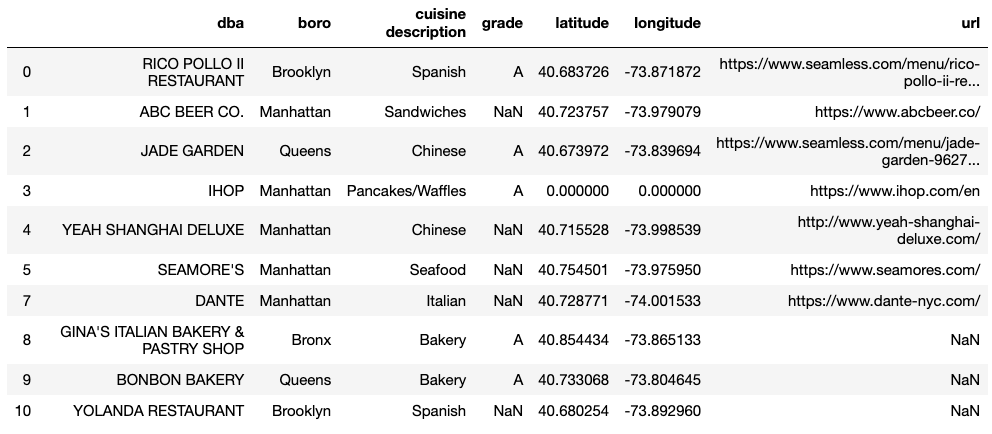 dba boro cuisine description grade latitude longitude url
0 RICO POLLO II RESTAURANT Brooklyn Spanish A 40.683726 -73.871872 https://www.seamless.com/menu/rico-pollo-ii-re...
1 ABC BEER CO. Manhattan Sandwiches NaN 40.723757 -73.979079 https://www.abcbeer.co/
2 JADE GARDEN Queens Chinese A 40.673972 -73.839694 https://www.seamless.com/menu/jade-garden-9627...
3 IHOP Manhattan Pancakes/Waffles A 0.000000 0.000000 https://www.ihop.com/en
4 YEAH SHANGHAI DELUXE Manhattan Chinese NaN 40.715528 -73.998539 http://www.yeah-shanghai-deluxe.com/
5 SEAMORE'S Manhattan Seafood NaN 40.754501 -73.975950 https://www.seamores.com/
7 DANTE Manhattan Italian NaN 40.728771 -74.001533 https://www.dante-nyc.com/
8 GINA'S ITALIAN BAKERY & PASTRY SHOP Bronx Bakery A 40.854434 -73.865133 NaN
9 BONBON BAKERY Queens Bakery A 40.733068 -73.804645 NaN
10 YOLANDA RESTAURANT Brooklyn Spanish NaN 40.680254 -73.892960 NaN